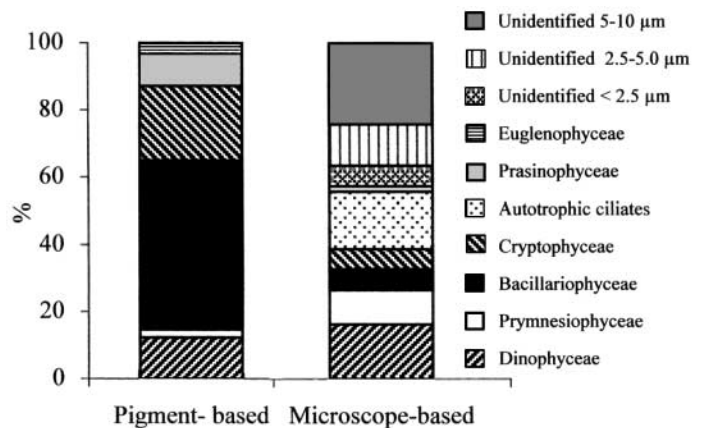 100
80
60
40
20
0
%
Pigment- based
Microscope-based
Unidentified 5-10 µm
Unidentified 2.5-5.0 µm
Unidentified < 2.5 µm
Euglenophyceae
Prasinophyceae
Autotrophic ciliates
Cryptophyceae
Bacillariophyceae
Prymnesiophyceae
Dinophyceae